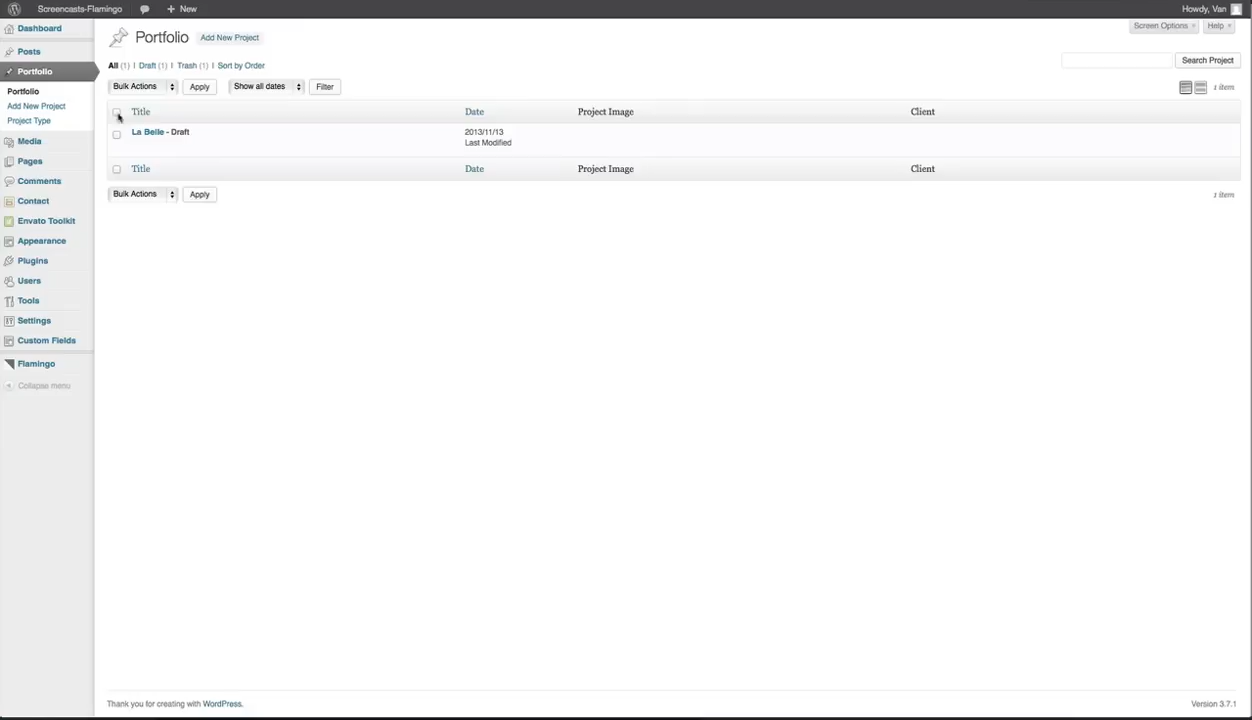 Screencasts-Flamingo
New
Howdy, Van
Dashboard
Posts
Portfolio
Portfolio
Add New Project
Project Type
Media
Pages
Comments
Contact
Envato Toolkit
Appearance
Plugins
Users
Tools
Settings
Custom Fields
Flamingo
Collapse menu
Screen Options
Help
Portfolio
Add New Project
All (1) | Draft (1) | Trash (1) | Sort by Order
Search Project
Bulk Actions
Apply
Show all dates
Filter
1 item
Title
Date
Project Image
Client
La Belle - Draft
2013/11/13
Last Modified
Title
Date
Project Image
Client
Bulk Actions
Apply
1 item
Thank you for creating with WordPress.
Version 3.7.1